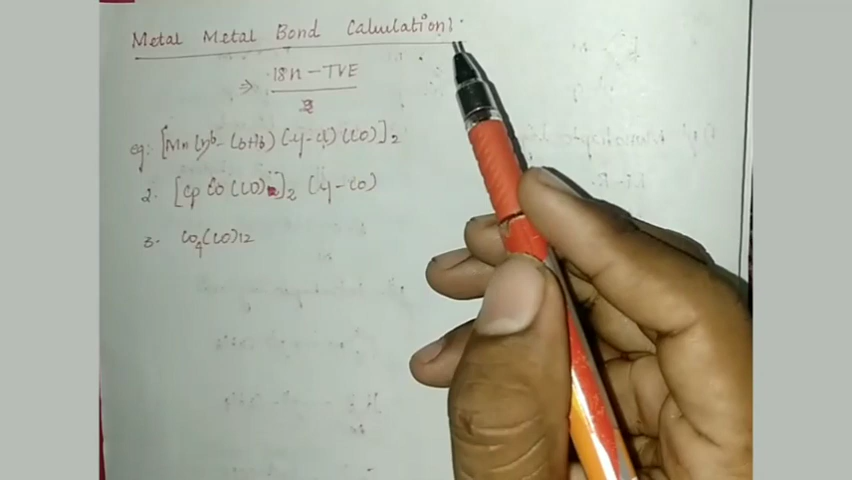 Metal Metal Bond Calculation:
⇒ 18n - TVE
2
eg: [Mn (η6 - C6H6) (μ-Cl) (CO)]2
2. [Cp Co (CO)]2 (μ-CO)
3. Co4(CO)12